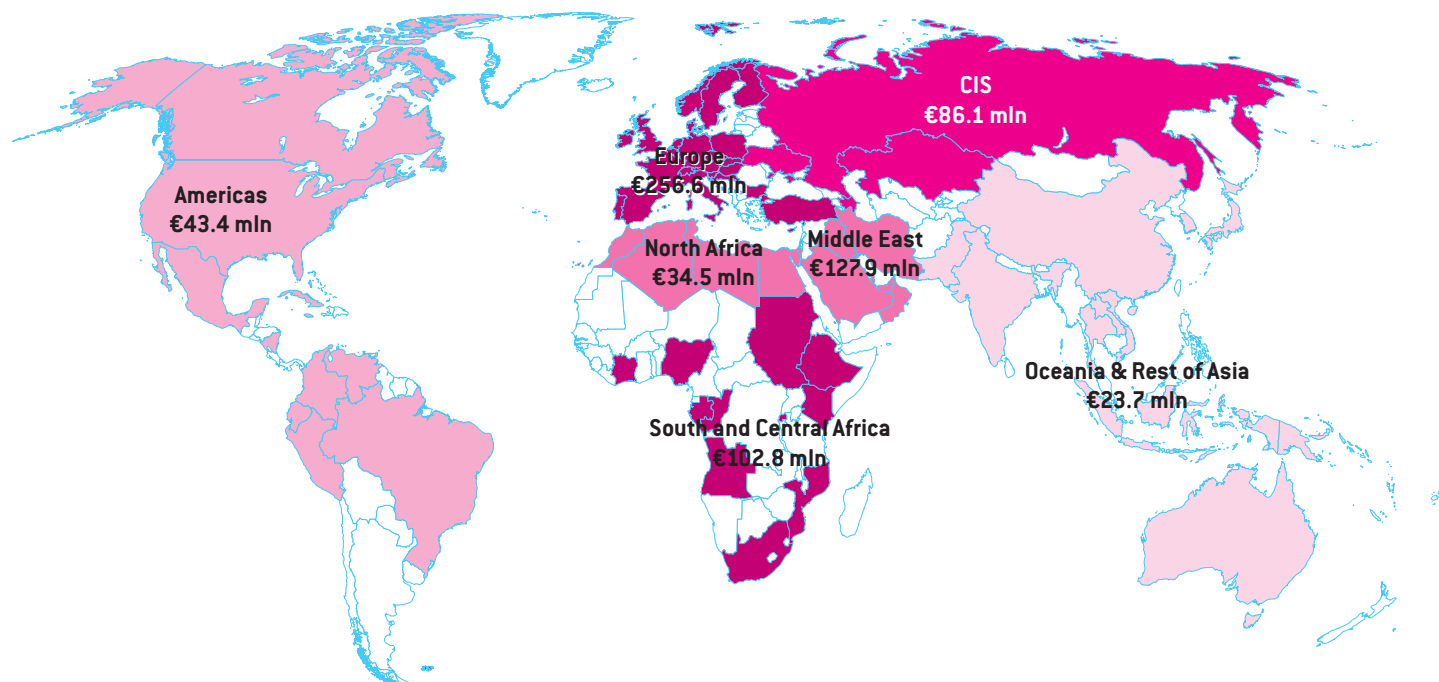 CIS
€86.1 mln
Europe
€256.6 mln
Americas
€43.4 mln
North Africa
€34.5 mln
Middle East
€127.9 mln
Oceania & Rest of Asia
€23.7 mln
South and Central Africa
€102.8 mln